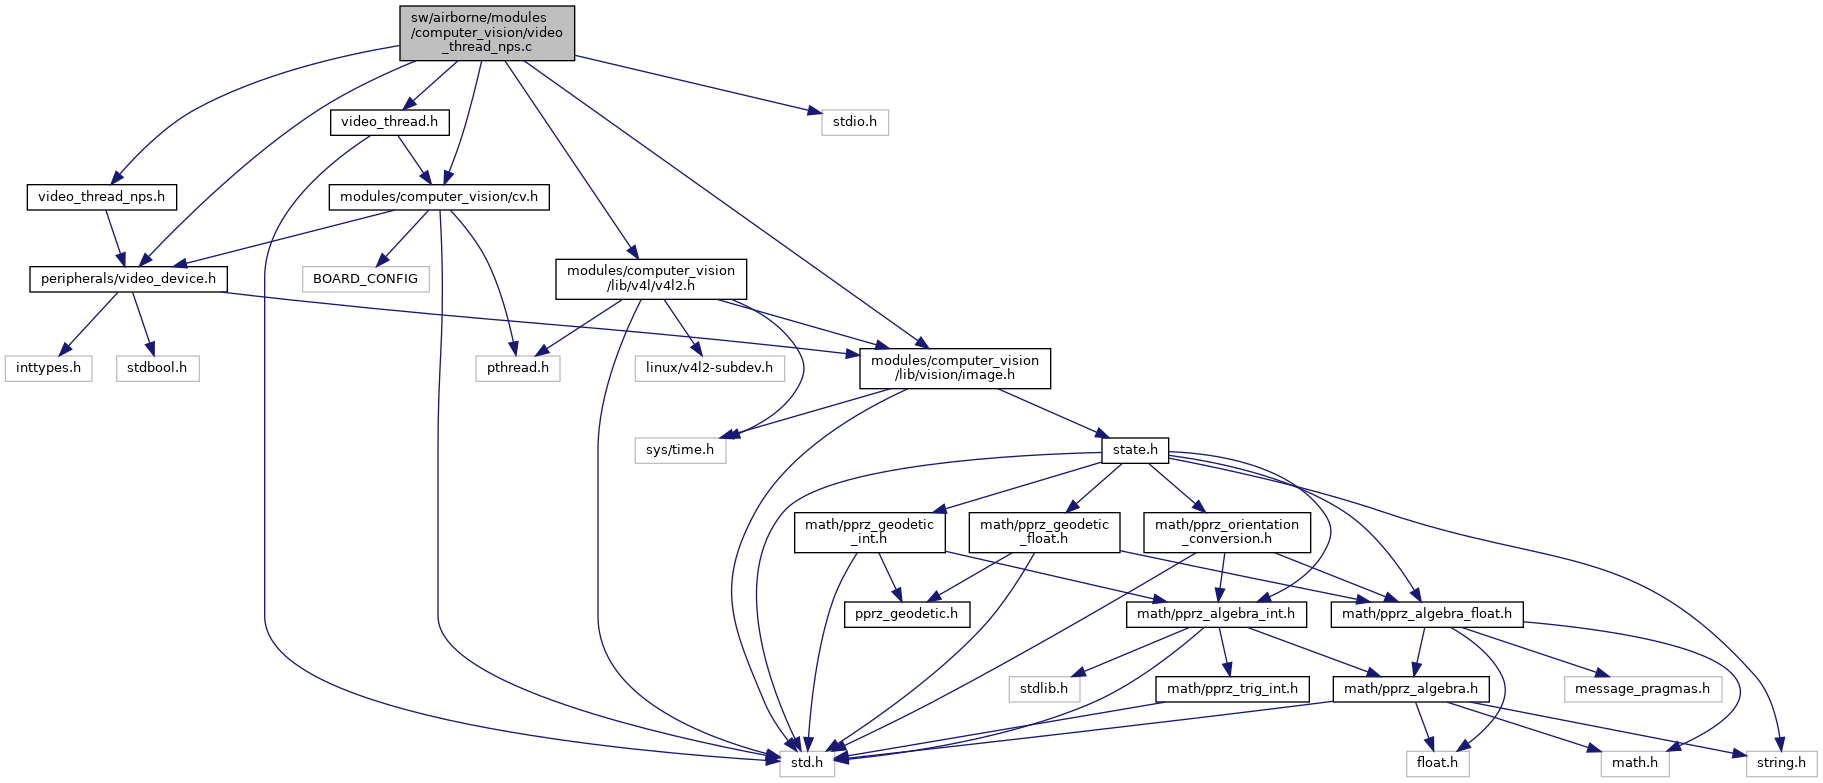 sw/airborne/modules
/computer_vision/video
_thread_nps.c
video_thread.h
stdio.h
video_thread_nps.h
modules/computer_vision/cv.h
peripherals/video_device.h
BOARD_CONFIG
modules/computer_vision
/lib/v4l/v4l2.h
inttypes.h
stdbool.h
pthread.h
linux/v4l2-subdev.h
modules/computer_vision
/lib/vision/image.h
sys/time.h
state.h
math/pprz_geodetic
_int.h
math/pprz_geodetic
_float.h
math/pprz_orientation
_conversion.h
pprz_geodetic.h
math/pprz_algebra_int.h
math/pprz_algebra_float.h
stdlib.h
math/pprz_trig_int.h
math/pprz_algebra.h
message_pragmas.h
std.h
float.h
math.h
string.h